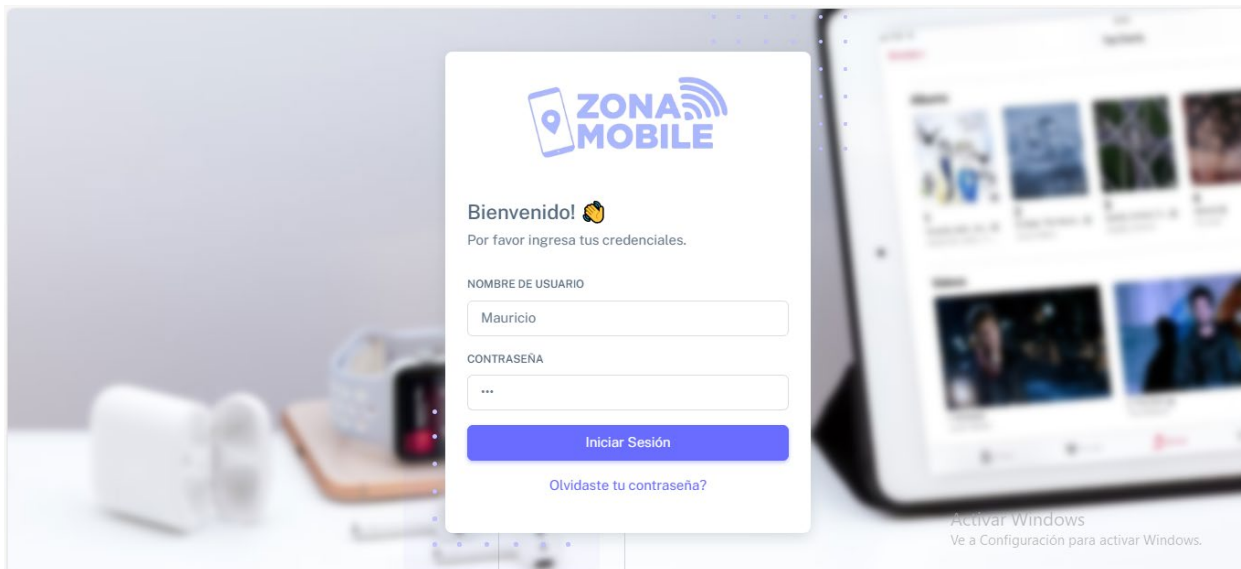 ZONA
MOBILE
Bienvenido! 👋
Por favor ingresa tus credenciales.
NOMBRE DE USUARIO
Mauricio
CONTRASEÑA
•••
Iniciar Sesión
Olvidaste tu contraseña?
Activar Windows
Ve a Configuración para activar Windows.